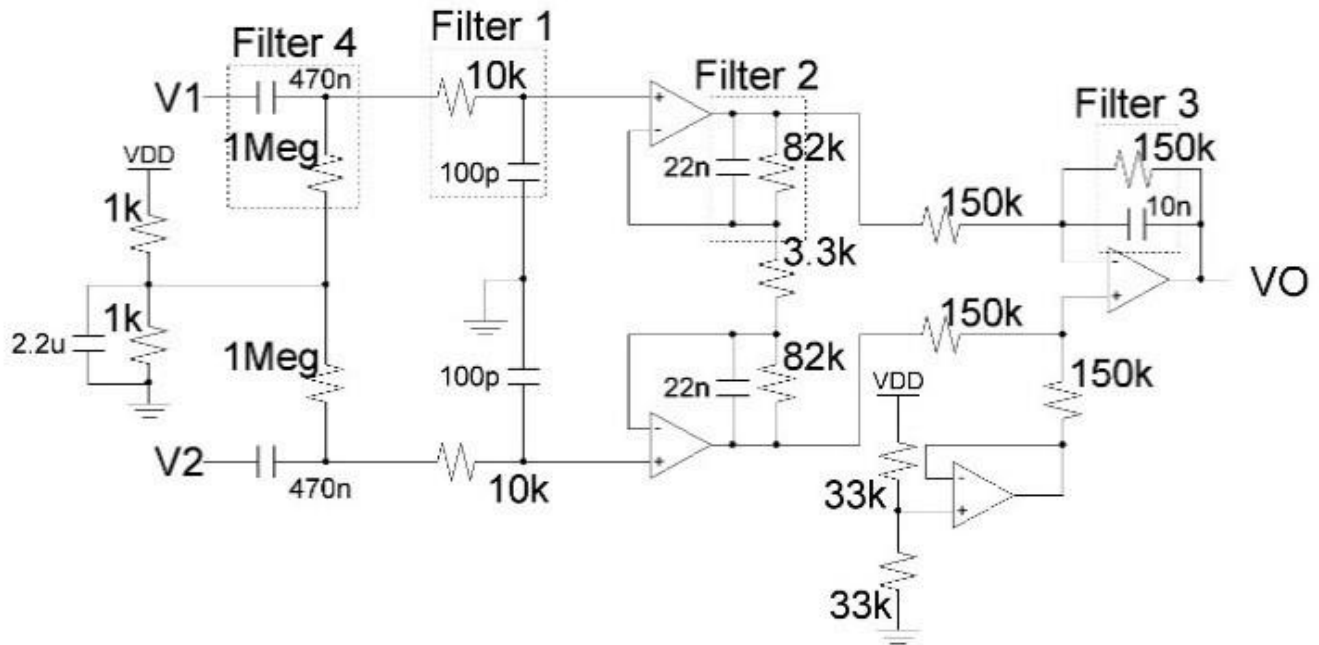 Filter 4
470n
V1
1Meg
VDD
1k
1k
2.2u
1Meg
V2
470n
Filter 1
10k
100p
100p
10k
Filter 2
+
-
22n
82k
3.3k
22n
82k
-
+
150k
150k
Filter 3
150k
10n
-
+
VO
150k
VDD
33k
-
+
33k